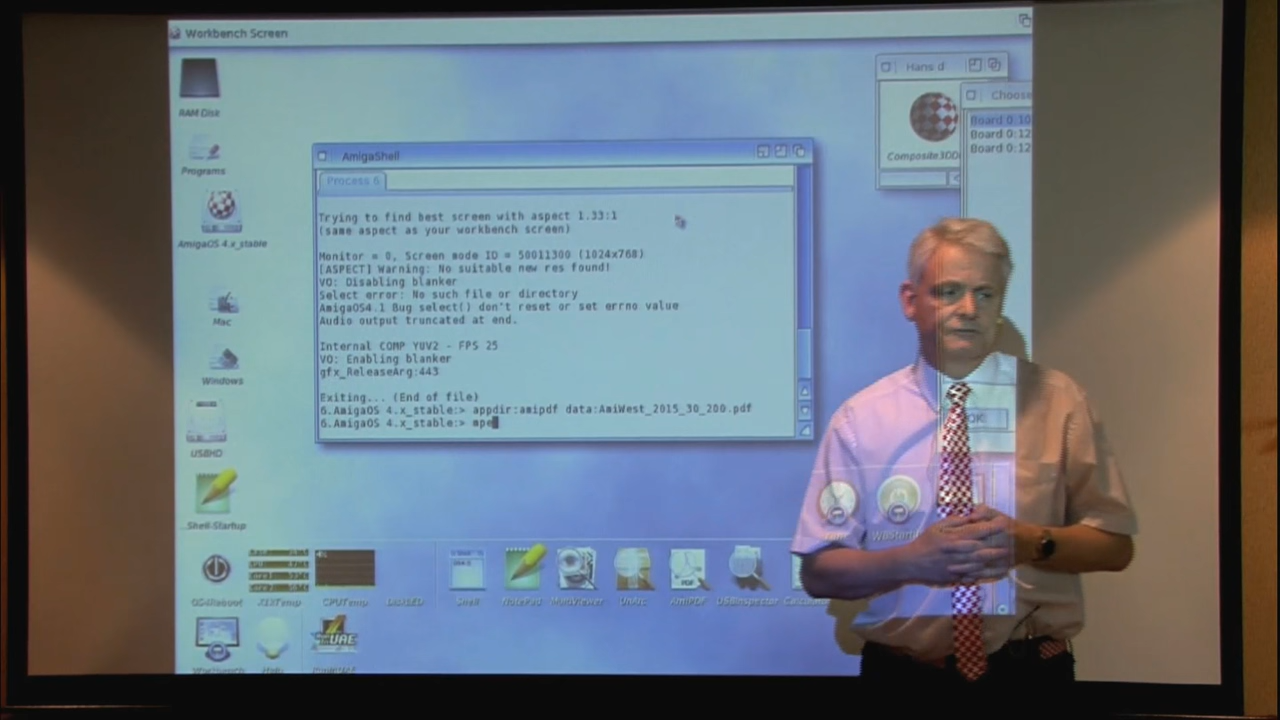 Workbench Screen
RAM Disk
Programs
AmigaOS 4.x_stable
Mac
Windows
USBHD
Shell-Startup
Hans d
Composite3DD
Choose
Board 0:10
Board 0:12
Board 0:12
AmigaShell
Process 6
Trying to find best screen with aspect 1.33:1
(same aspect as your workbench screen)
Monitor = 0, Screen mode ID = 50011300 (1024x768)
[ASPECT] Warning: No suitable new res found!
VO: Disabling blanker
Select error: No such file or directory
AmigaOS4.1 Bug select() don't reset or set errno value
Audio output truncated at end.
Internal COMP YUV2 - FPS 25
VO: Enabling blanker
gfx_ReleaseArg:443
Exiting... (End of file)
6.AmigaOS 4.x_stable:> appdir:amipdf data:AmiWest_2015_30_280.pdf
6.AmigaOS 4.x_stable:> mpe
OS4Reboot
X1kTemp
CPUTemp
Shell
NotePad
MultiViewer
UnArc
AmiPDF
USBInspector
Workbench
Help